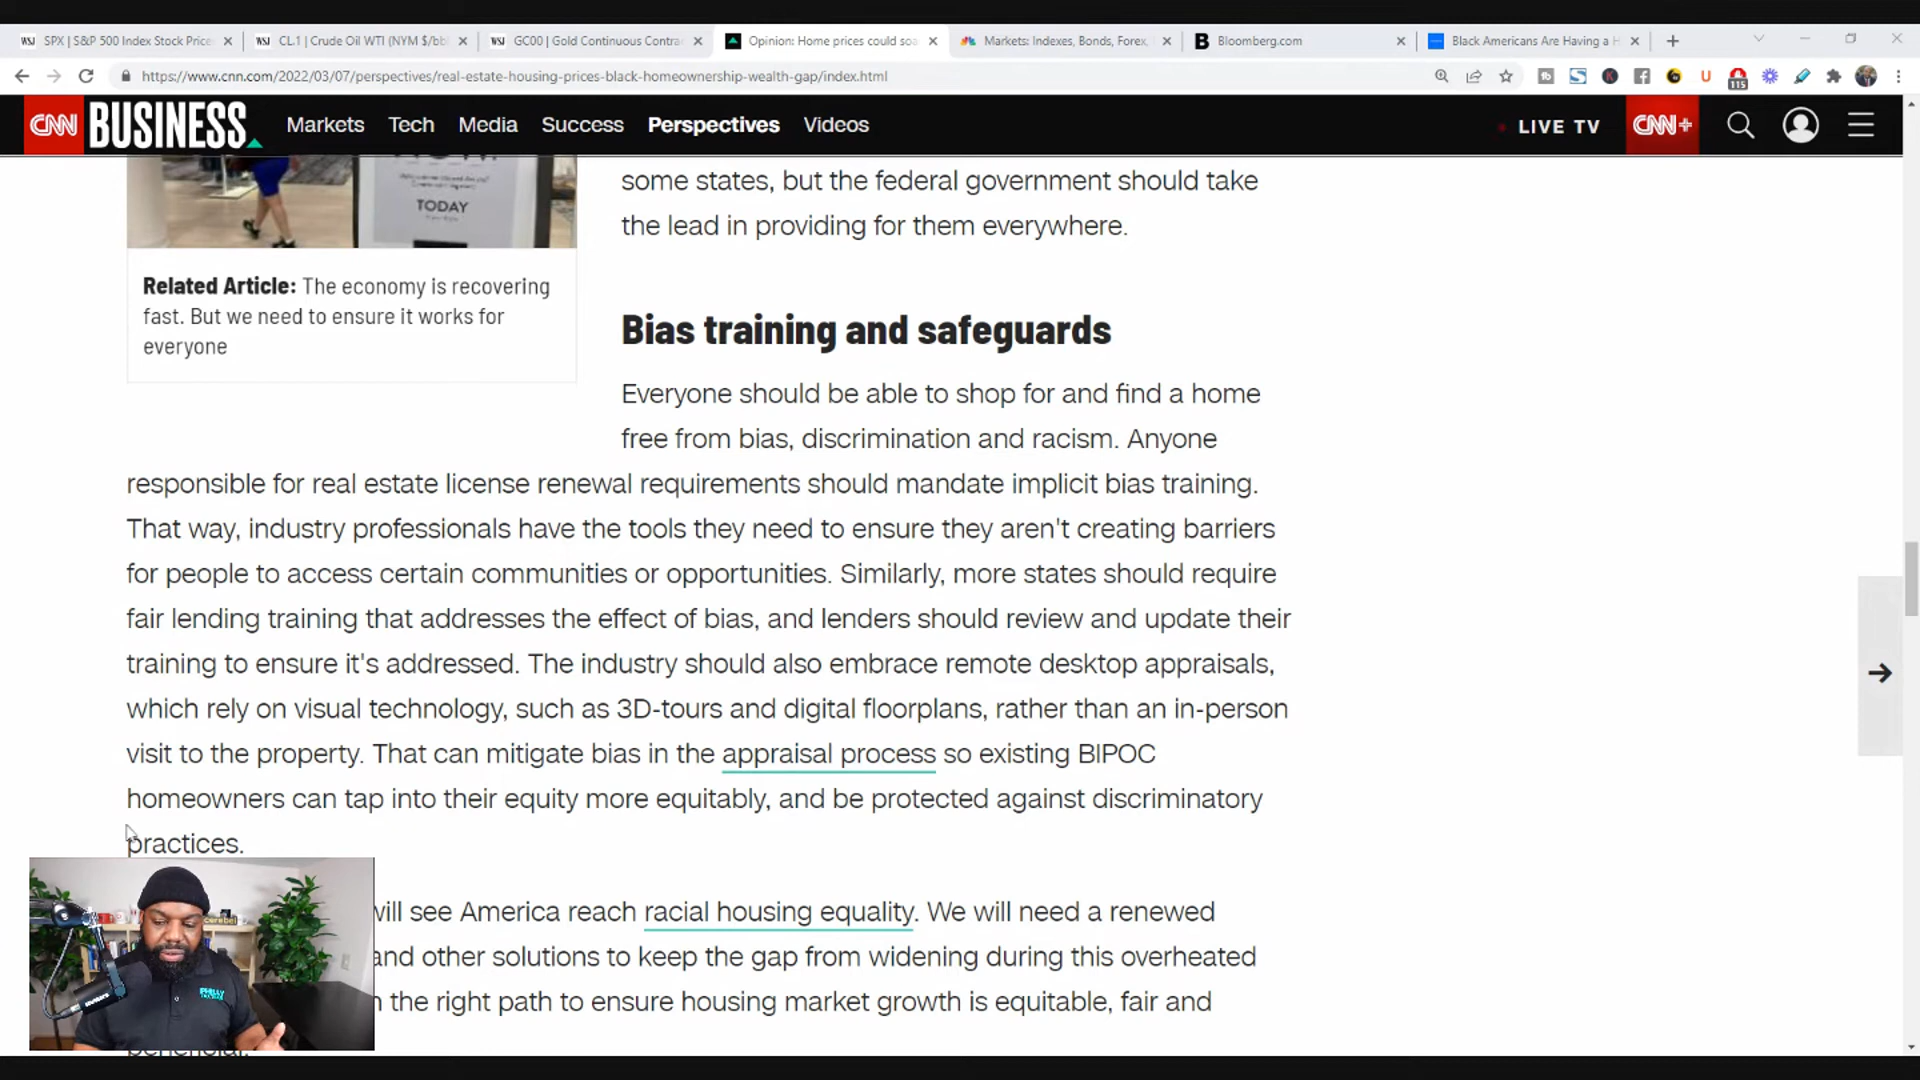 WSJ SPX | S&P 500 Index Stock Price
WSJ CL.1 | Crude Oil WTI (NYM $/bbl
WSJ GC00 | Gold Continuous Contra
Opinion: Home prices could soa
Markets: Indexes, Bonds, Forex,
B Bloomberg.com
Black Americans Are Having a H
https://www.cnn.com/2022/03/07/perspectives/real-estate-housing-prices-black-homeownership-wealth-gap/index.html
115
CNN BUSINESS Markets Tech Media Success Perspectives Videos LIVE TV CNN+
TODAY
some states, but the federal government should take
the lead in providing for them everywhere.
Related Article: The economy is recovering
fast. But we need to ensure it works for
everyone
Bias training and safeguards
Everyone should be able to shop for and find a home
free from bias, discrimination and racism. Anyone
responsible for real estate license renewal requirements should mandate implicit bias training.
That way, industry professionals have the tools they need to ensure they aren't creating barriers
for people to access certain communities or opportunities. Similarly, more states should require
fair lending training that addresses the effect of bias, and lenders should review and update their
training to ensure it's addressed. The industry should also embrace remote desktop appraisals,
which rely on visual technology, such as 3D-tours and digital floorplans, rather than an in-person
visit to the property. That can mitigate bias in the appraisal process so existing BIPOC
homeowners can tap into their equity more equitably, and be protected against discriminatory
practices.
will see America reach racial housing equality. We will need a renewed
and other solutions to keep the gap from widening during this overheated
the right path to ensure housing market growth is equitable, fair and
beneficial.